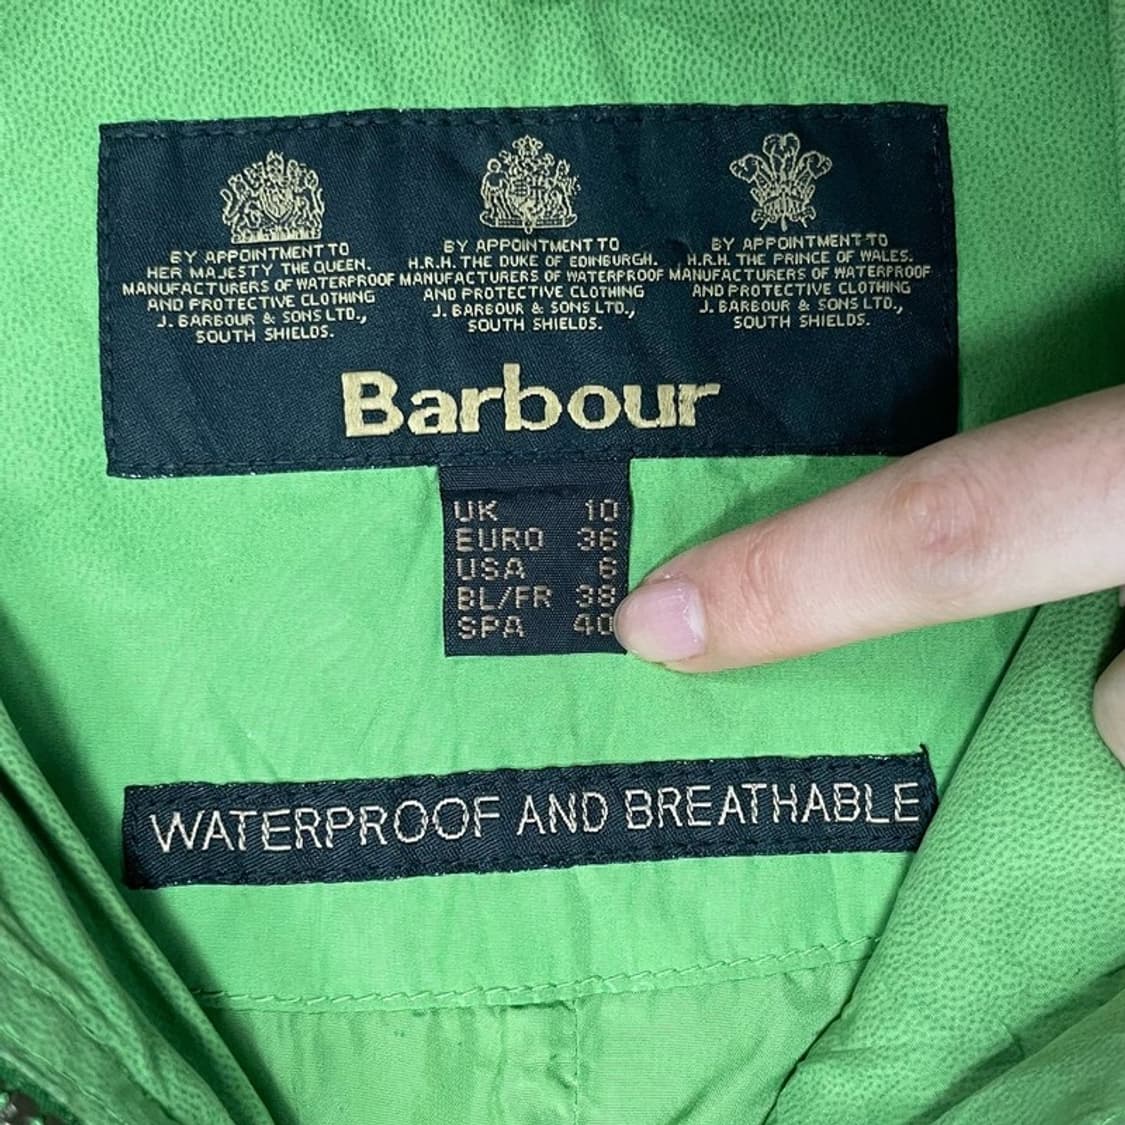 BY APPOINTMENT TO
HER MAJESTY THE QUEEN.
MANUFACTURERS OF WATERPROOF
AND PROTECTIVE CLOTHING
J. BARBOUR & SONS LTD.,
SOUTH SHIELDS.
BY APPOINTMENT TO
H.R.H. THE DUKE OF EDINBURGH.
MANUFACTURERS OF WATERPROOF
AND PROTECTIVE CLOTHING
J. BARBOUR & SONS LTD.,
SOUTH SHIELDS.
BY APPOINTMENT TO
H.R.H. THE PRINCE OF WALES.
MANUFACTURERS OF WATERPROOF
AND PROTECTIVE CLOTHING
J. BARBOUR & SONS LTD.,
SOUTH SHIELDS.
Barbour
UK 10
EURO 36
USA 6
BL/FR 38
SPA 40
WATERPROOF AND BREATHABLE